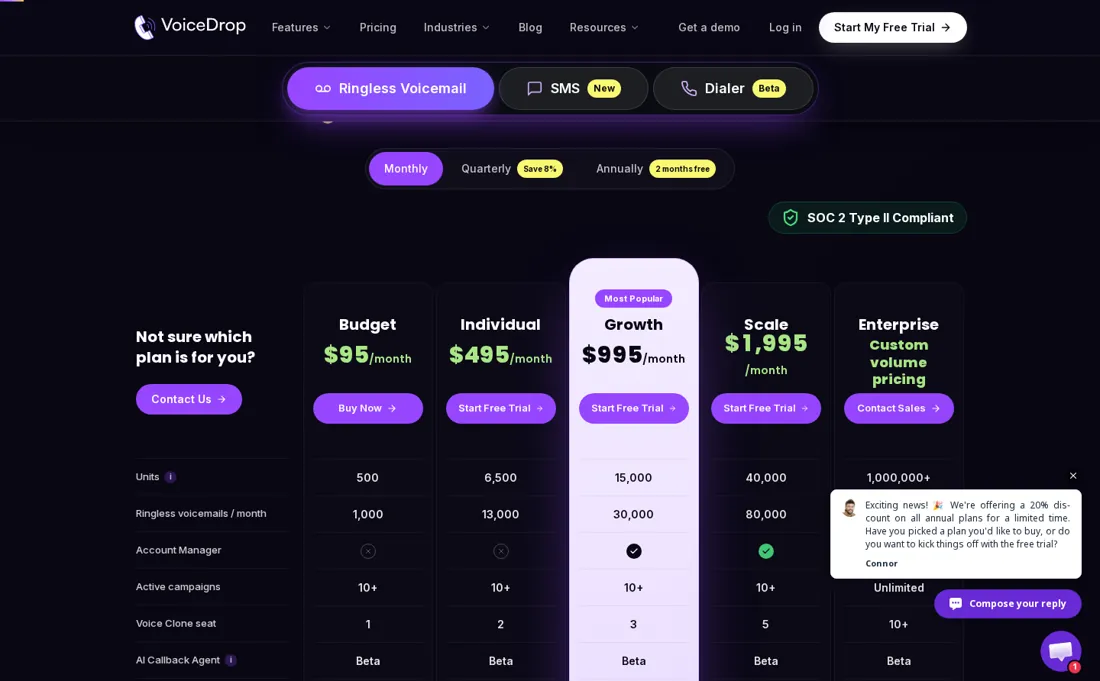 VoiceDrop
Features
Pricing
Industries
Blog
Resources
Get a demo
Log in
Start My Free Trial
Ringless Voicemail
SMS New
Dialer Beta
Monthly
Quarterly Save 8%
Annually 2 months free
SOC 2 Type II Compliant
Not sure which
plan is for you?
Contact Us
Budget
$95/month
Buy Now
Individual
$495/month
Start Free Trial
Most Popular
Growth
$995/month
Start Free Trial
Scale
$1,995
/month
Start Free Trial
Enterprise
Custom
volume
pricing
Contact Sales
Units i 500 6,500 15,000 40,000 1,000,000+
Ringless voicemails / month 1,000 13,000 30,000 80,000
Account Manager
Active campaigns 10+ 10+ 10+ 10+ Unlimited
Voice Clone seat 1 2 3 5 10+
AI Callback Agent i Beta Beta Beta Beta Beta
Exciting news! 🎉 We're offering a 20% dis-
count on all annual plans for a limited time.
Have you picked a plan you'd like to buy, or do
you want to kick things off with the free trial?
Connor
Compose your reply
1